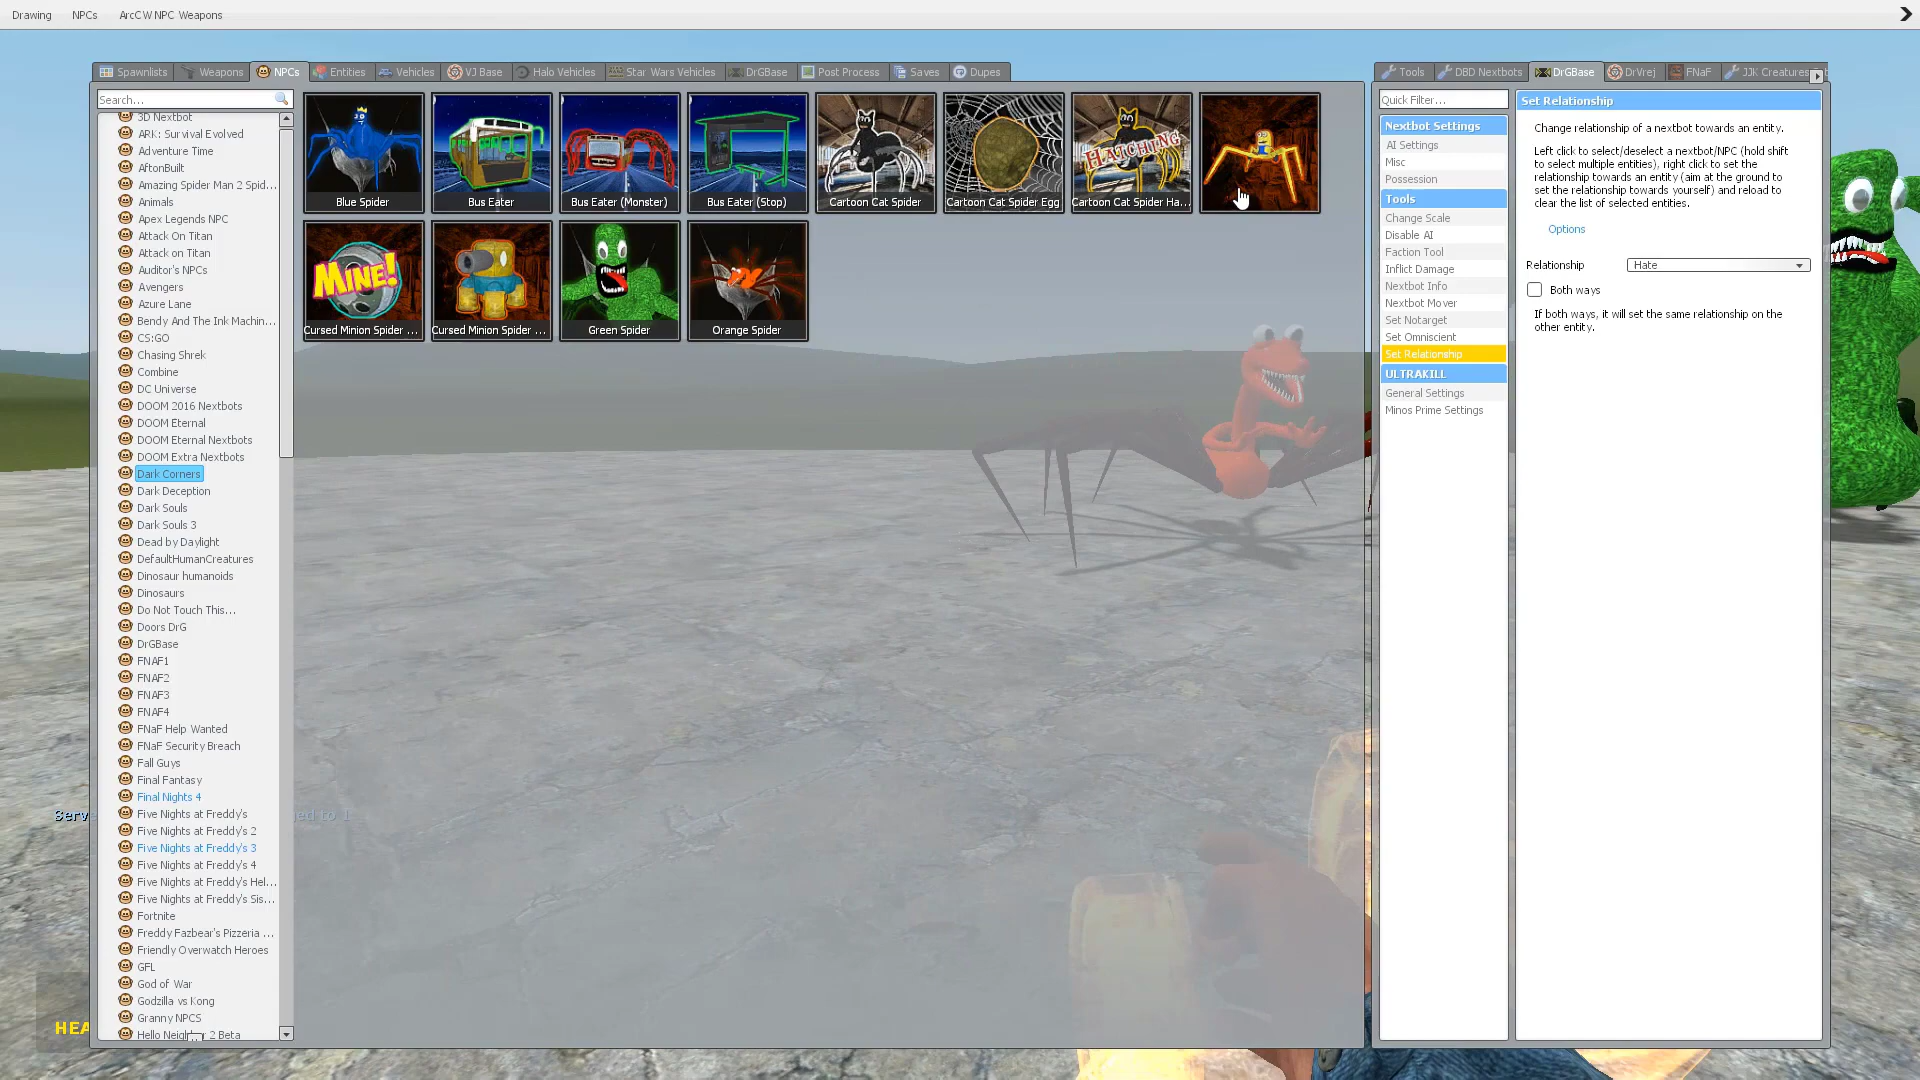 Drawing NPCs ArcCW NPC Weapons
Spawnlists Weapons NPCs Entities Vehicles VJ Base Halo Vehicles Star Wars Vehicles DrGBase Post Process Saves Dupes
Tools DBD Nextbots DrGBase DrVrej FNaF JJK Creatures
Search...
3D Nextbot
ARK: Survival Evolved
Adventure Time
AftonBuilt
Amazing Spider Man 2 Spid...
Animals
Apex Legends NPC
Attack On Titan
Attack on Titan
Auditor's NPCs
Avengers
Azure Lane
Bendy And The Ink Machin...
CS:GO
Chasing Shrek
Combine
DC Universe
DOOM 2016 Nextbots
DOOM Eternal
DOOM Eternal Nextbots
DOOM Extra Nextbots
Dark Corners
Dark Deception
Dark Souls
Dark Souls 3
Dead by Daylight
DefaultHumanCreatures
Dinosaur humanoids
Dinosaurs
Do Not Touch This...
Doors DrG
DrGBase
FNAF1
FNAF2
FNAF3
FNAF4
FNaF Help Wanted
FNaF Security Breach
Fall Guys
Final Fantasy
Final Nights 4
Five Nights at Freddy's
Five Nights at Freddy's 2
Five Nights at Freddy's 3
Five Nights at Freddy's 4
Five Nights at Freddy's Hel...
Five Nights at Freddy's Sis...
Fortnite
Freddy Fazbear's Pizzeria ...
Friendly Overwatch Heroes
GFL
God of War
Godzilla vs Kong
Granny NPCS
2 Beta
HATCHING
Blue Spider Bus Eater Bus Eater (Monster) Bus Eater (Stop) Cartoon Cat Spider Cartoon Cat Spider Egg Cartoon Cat Spider Ha...
MINE!
Cursed Minion Spider ... Cursed Minion Spider ... Green Spider Orange Spider
Quick Filter...
Nextbot Settings
AI Settings
Misc
Possession
Tools
Change Scale
Disable AI
Faction Tool
Inflict Damage
Nextbot Info
Nextbot Mover
Set Notarget
Set Omniscient
Set Relationship
ULTRAKILL
General Settings
Minos Prime Settings
Set Relationship
Change relationship of a nextbot towards an entity.
Left click to select/deselect a nextbot/NPC (hold shift
to select multiple entities), right click to set the
relationship towards an entity (aim at the ground to
set the relationship towards yourself) and reload to
clear the list of selected entities.
Options
Relationship Hate
Both ways
If both ways, it will set the same relationship on the
other entity.